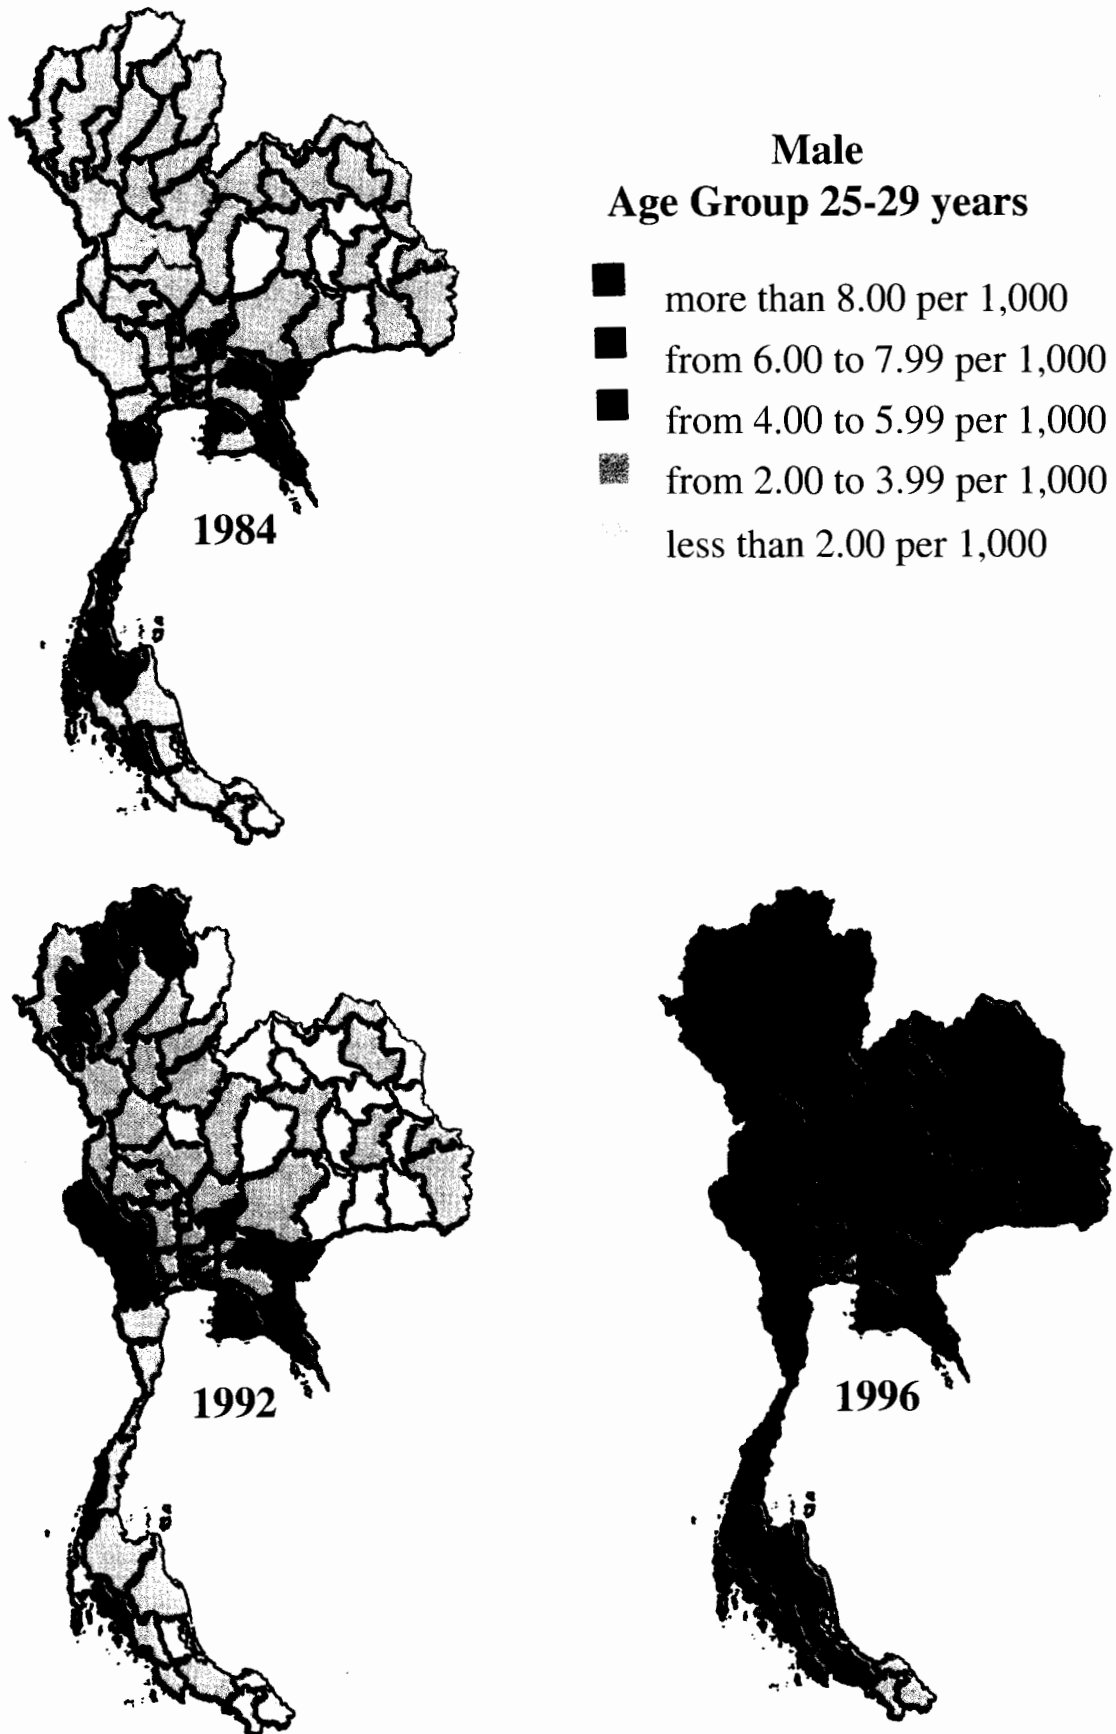 Male
Age Group 25-29 years
more than 8.00 per 1,000
from 6.00 to 7.99 per 1,000
from 4.00 to 5.99 per 1,000
from 2.00 to 3.99 per 1,000
less than 2.00 per 1,000
1984
1992
1996